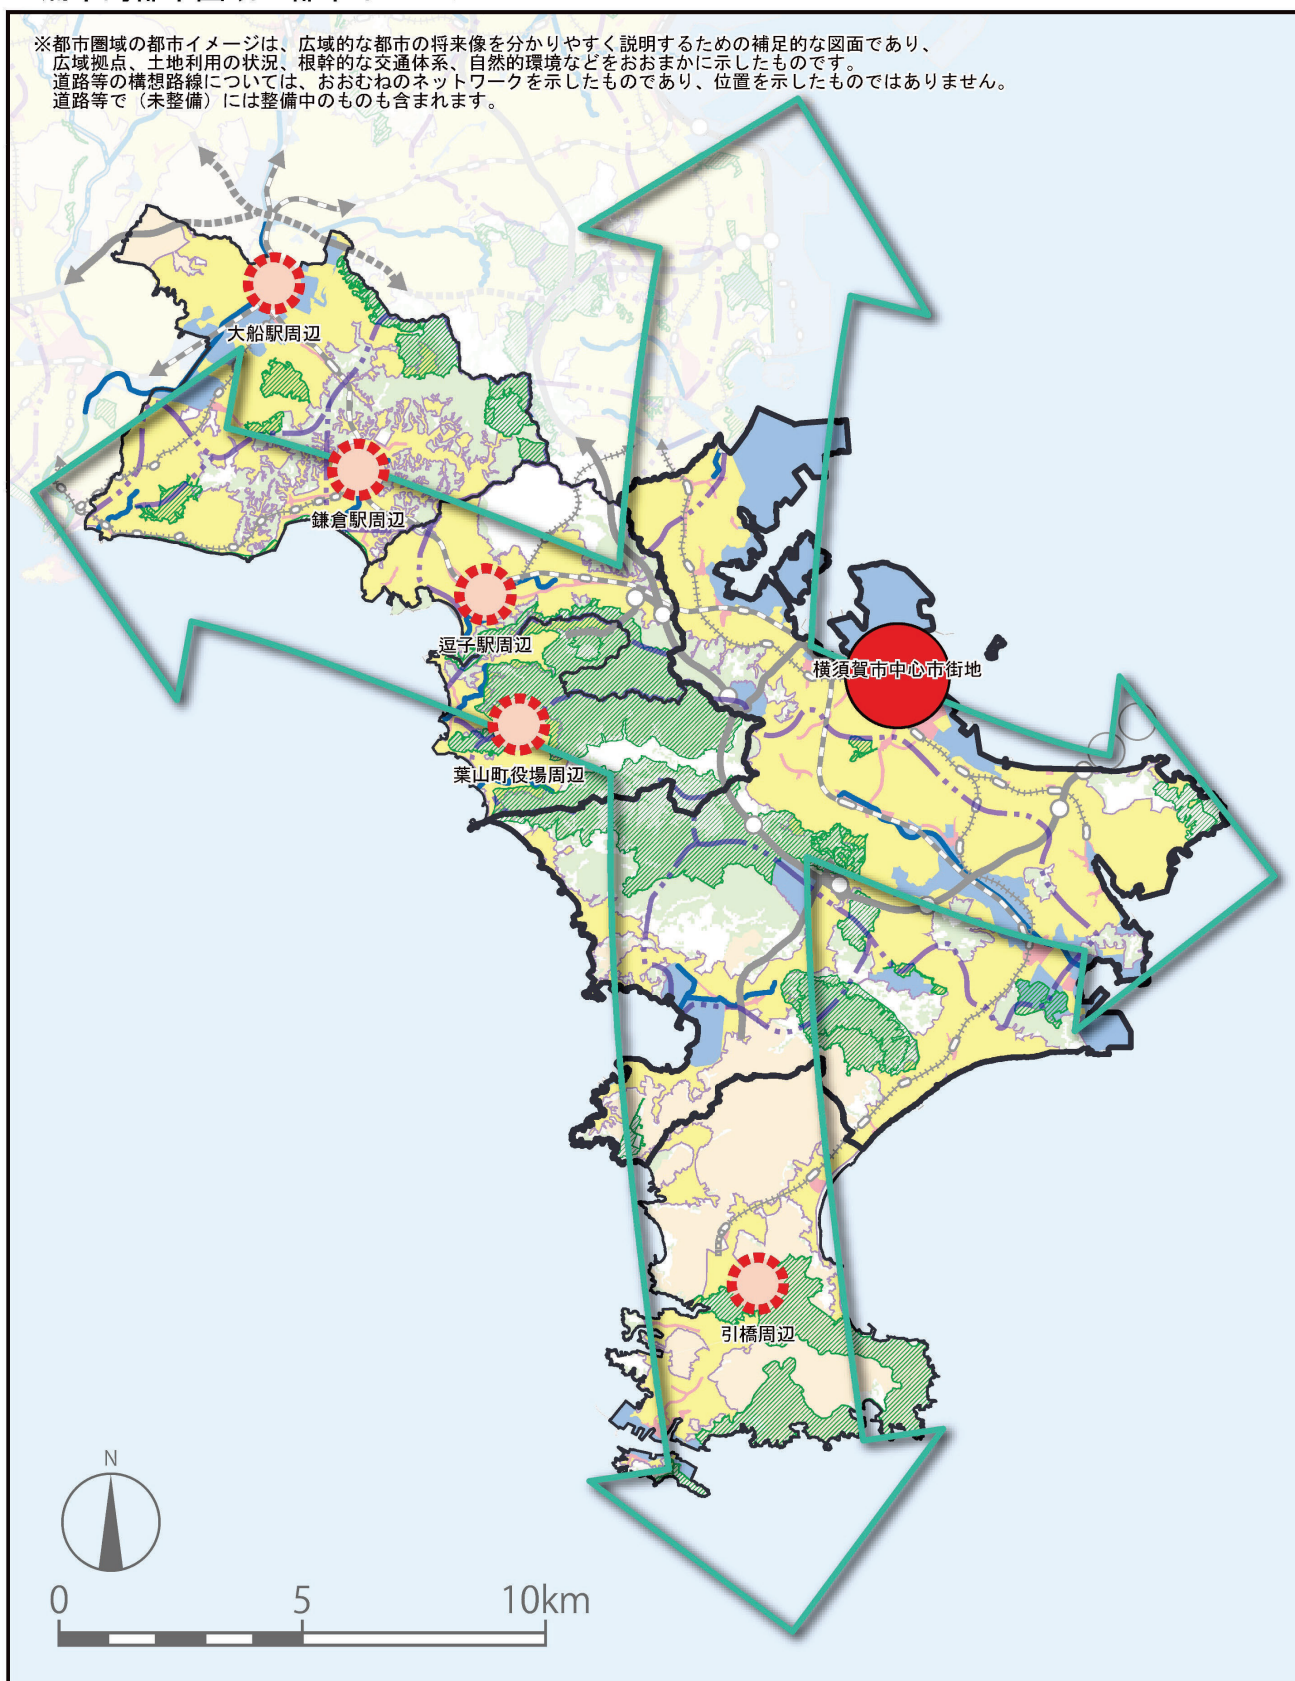 ※都市圏域の都市イメージは、広域的な都市の将来像を分かりやすく説明するための補足的な図面であり、
広域拠点、土地利用の状況、根幹的な交通体系、自然的環境などをおおまかに示したものです。
道路等の構想路線については、おおむねのネットワークを示したものであり、位置を示したものではありません。
道路等で（未整備）には整備中のものも含まれます。
大船駅周辺
鎌倉駅周辺
逗子駅周辺
横須賀市中心市街地
葉山町役場周辺
引橋周辺
N
0 5 10km